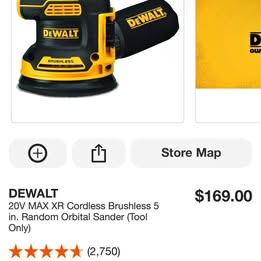 DEWALT
BRUSHLESS
DEWALT
Store Map
DEWALT
$169.00
20V MAX XR Cordless Brushless 5
in. Random Orbital Sander (Tool
Only)
(2,750)